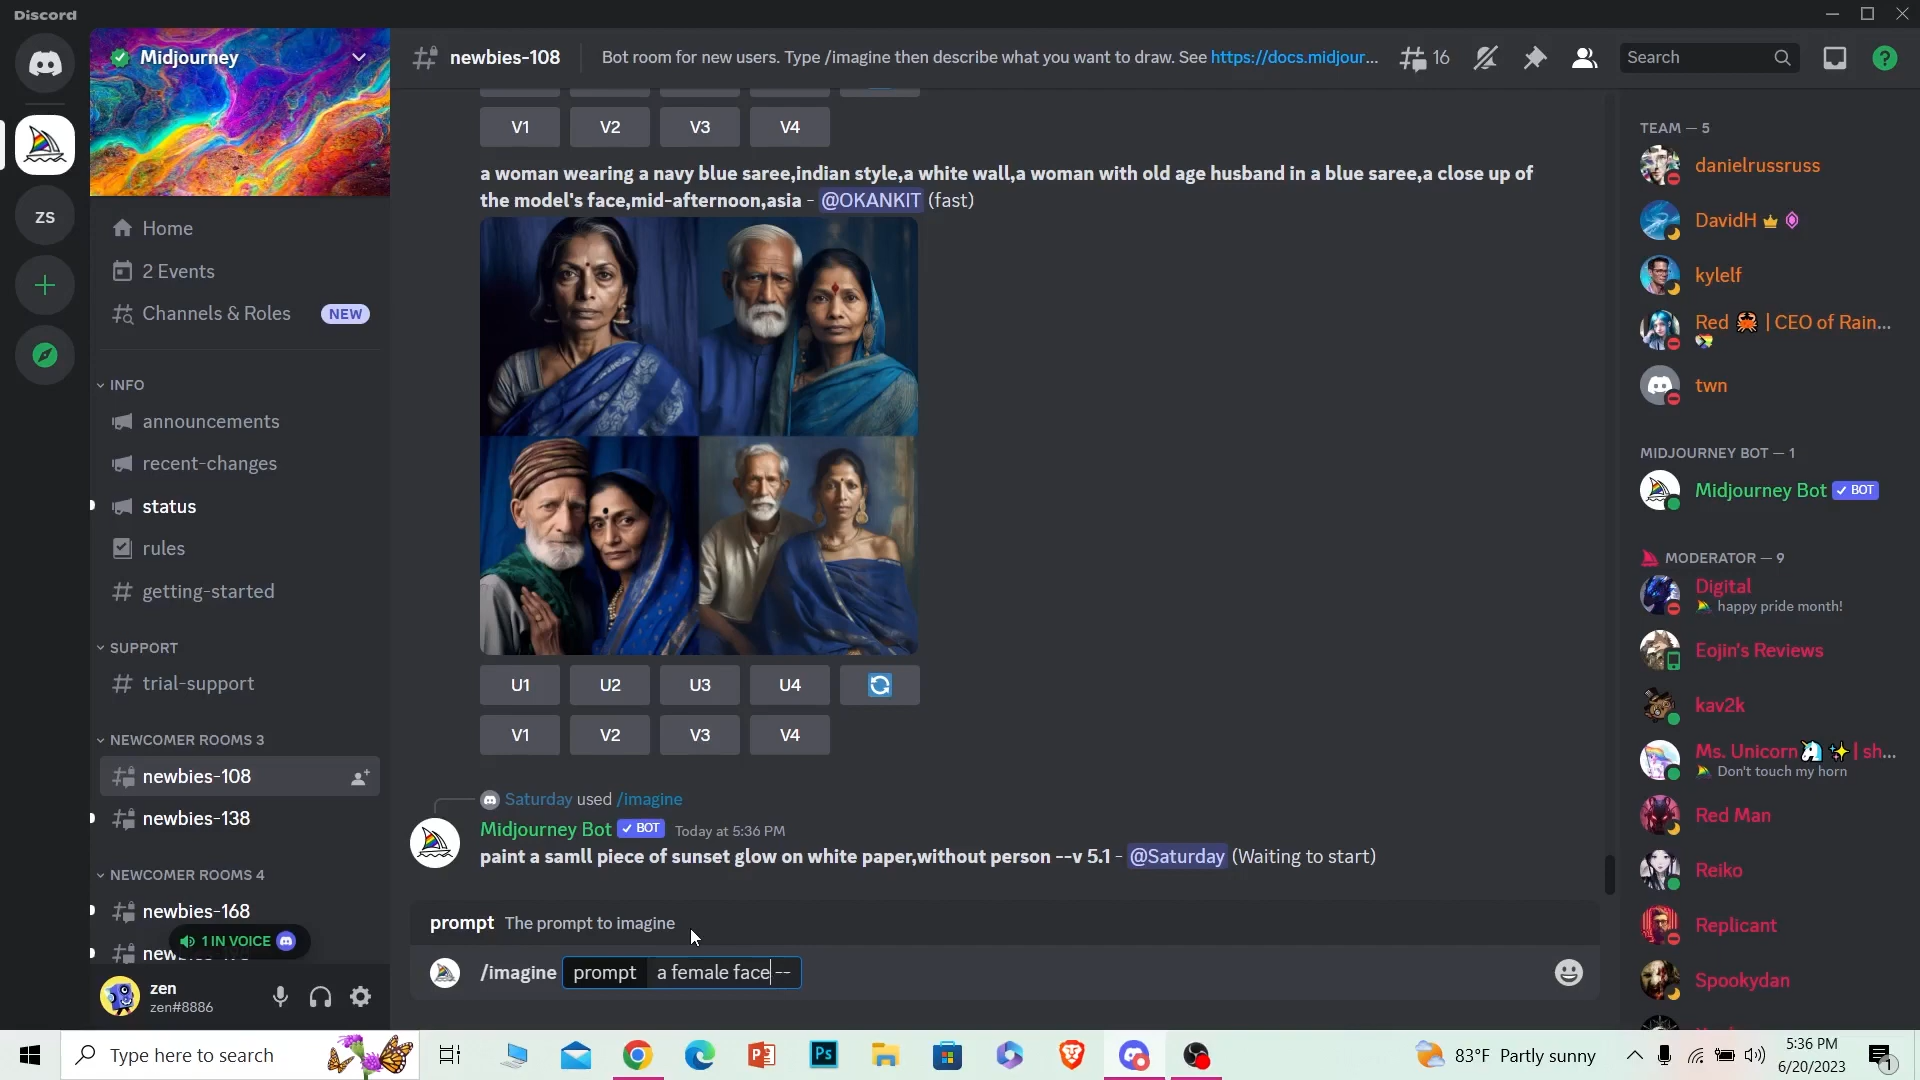 Discord
Midjourney
newbies-108
Bot room for new users. Type /imagine then describe what you want to draw. See https://docs.midjour...
16
Search
ZS
Home
2 Events
Channels & Roles
NEW
INFO
announcements
recent-changes
status
rules
getting-started
SUPPORT
trial-support
NEWCOMER ROOMS 3
newbies-108
newbies-138
NEWCOMER ROOMS 4
newbies-168
1 IN VOICE
zen
zen#8886
V1 V2 V3 V4
a woman wearing a navy blue saree,indian style,a white wall,a woman with old age husband in a blue saree,a close up of
the model's face,mid-afternoon,asia - @OKANKIT (fast)
U1 U2 U3 U4
V1 V2 V3 V4
Saturday used /imagine
Midjourney Bot BOT Today at 5:36 PM
paint a samll piece of sunset glow on white paper,without person --v 5.1 - @Saturday (Waiting to start)
prompt The prompt to imagine
/imagine prompt a female face --
TEAM — 5
danielrussruss
DavidH
kylelf
Red 🦀 | CEO of Rain...
twn
MIDJOURNEY BOT — 1
Midjourney Bot BOT
MODERATOR — 9
Digital
happy pride month!
Eojin's Reviews
kav2k
Ms. Unicorn🦄 ✨ | sh...
Don't touch my horn
Red Man
Reiko
Replicant
Spookydan
Type here to search
Ps
83°F Partly sunny
5:36 PM
6/20/2023
1